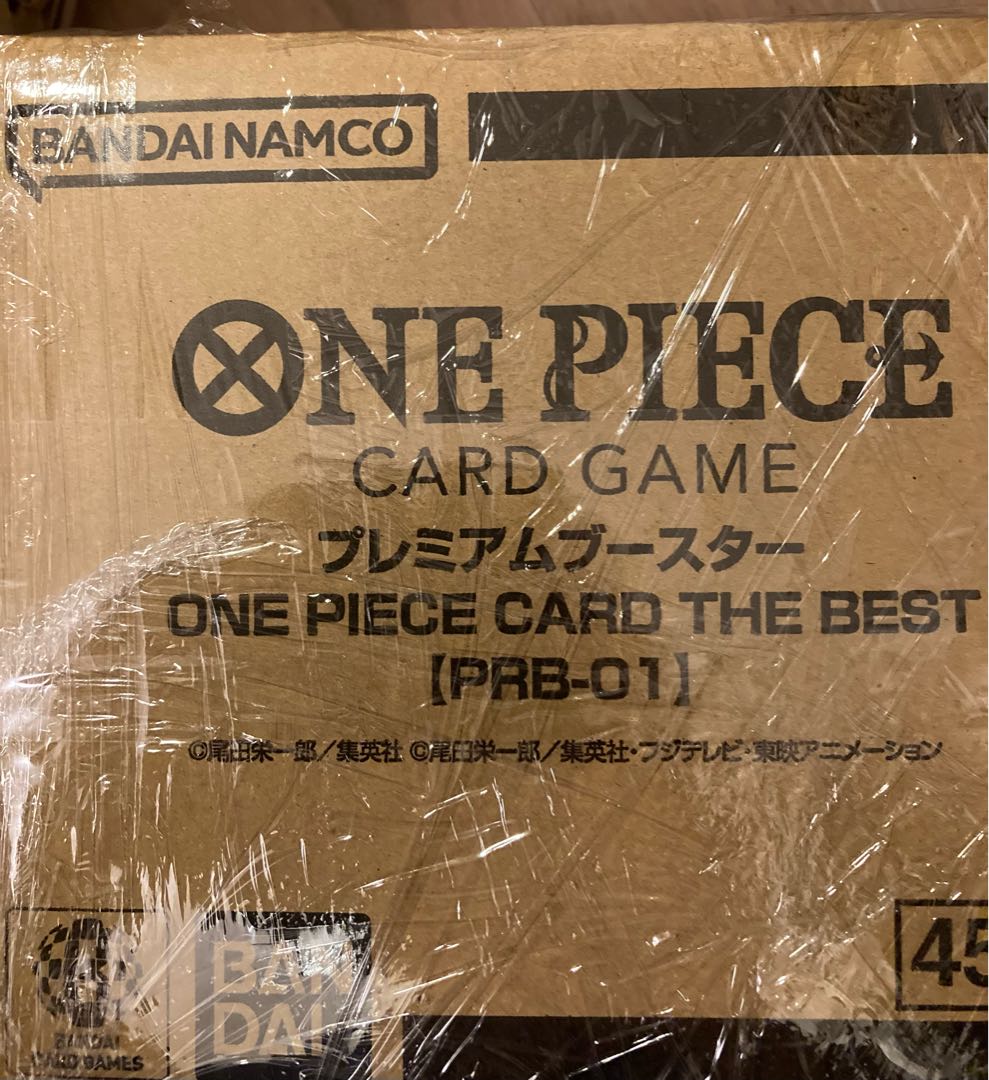 BANDAI NAMCO
ONE PIECE
CARD GAME
プレミアムブースター
ONE PIECE CARD THE BEST
【PRB-01】
©尾田栄一郎／集英社 ©尾田栄一郎／集英社・フジテレビ・東映アニメーション
BANDAI
CARD GAMES
BAN
DAI
45